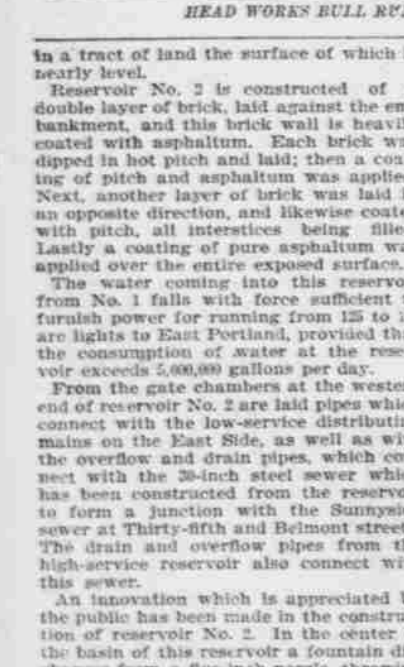 HEAD WORKS BULL RU
in a tract of land the surface of which
nearly level.
Reservoir No. 2 is constructed of
double layer of brick, laid against the em
bankment, and this brick wall is heavil
coated with asphaltum. Each brick wa
dipped in hot pitch and laid; then a coa
ing of pitch and asphaltum was applie
Next, another layer of brick was laid i
an opposite direction, and likewise coate
with pitch, all interstices being fille
Lastly a coating of pure asphaltum wa
applied over the entire exposed surface.
The water coming into this reservo
from No. 1 falls with force sufficient t
furnish power for running from 125 to 1
arc lights to East Portland, provided tha
the consumption of water at the reser
voir exceeds 5,000,000 gallons per day.
From the gate chambers at the wester
end of reservoir No. 2 are laid pipes whic
connect with the low-service distributin
mains on the East Side, as well as wit
the overflow and drain pipes, which co
nect with the 30-inch steel sewer whic
has been constructed from the reservo
to form a junction with the Sunnysid
sewer at Thirty-fifth and Belmont street
The drain and overflow pipes from th
high-service reservoir also connect wit
this sewer.
An innovation which is appreciated b
the public has been made in the constru
tion of reservoir No. 2. In the center
the basin of this reservoir a fountain di